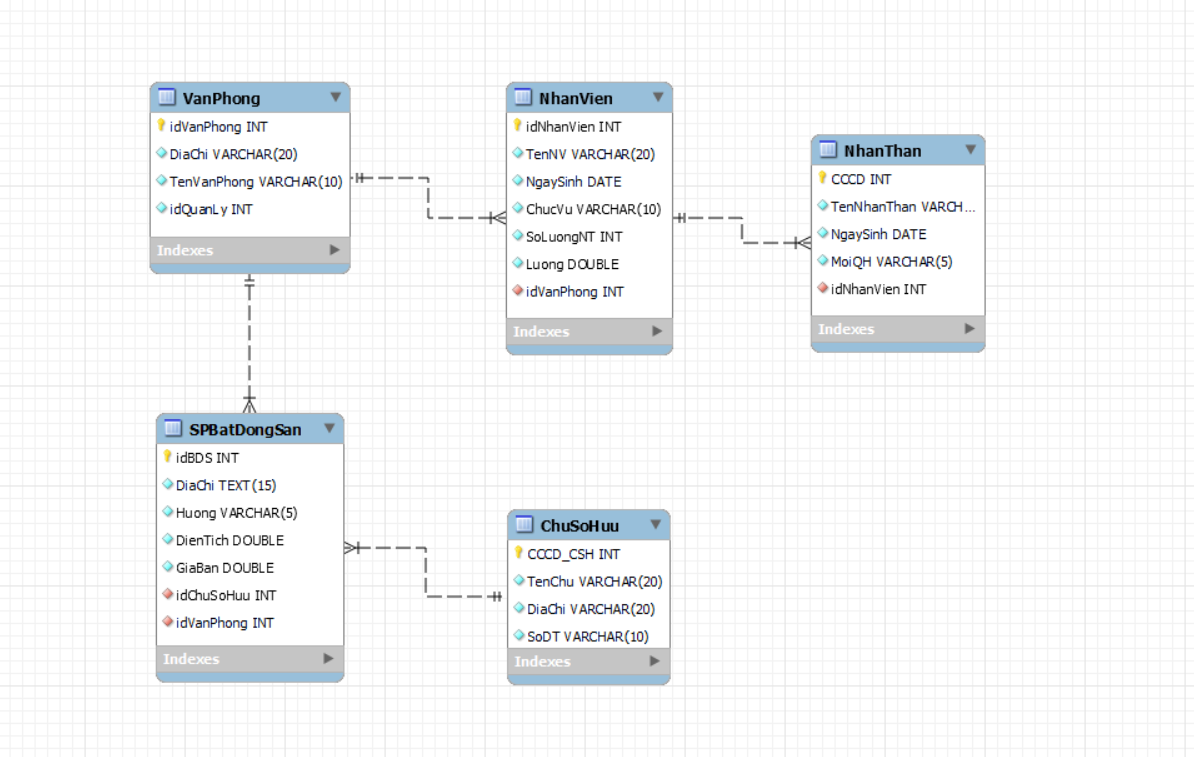 VanPhong
idVanPhong INT
DiaChi VARCHAR(20)
TenVanPhong VARCHAR(10)
idQuanLy INT
Indexes
NhanVien
idNhanVien INT
TenNV VARCHAR(20)
NgaySinh DATE
ChucVu VARCHAR(10)
SoLuongNT INT
Luong DOUBLE
idVanPhong INT
Indexes
NhanThan
CCCD INT
TenNhanThan VARCH...
NgaySinh DATE
MoiQH VARCHAR(5)
idNhanVien INT
Indexes
SPBatDongSan
idBDS INT
DiaChi TEXT(15)
Huong VARCHAR(5)
DienTich DOUBLE
GiaBan DOUBLE
idChuSoHuu INT
idVanPhong INT
Indexes
ChuSoHuu
CCCD_CSH INT
TenChu VARCHAR(20)
DiaChi VARCHAR(20)
SoDT VARCHAR(10)
Indexes